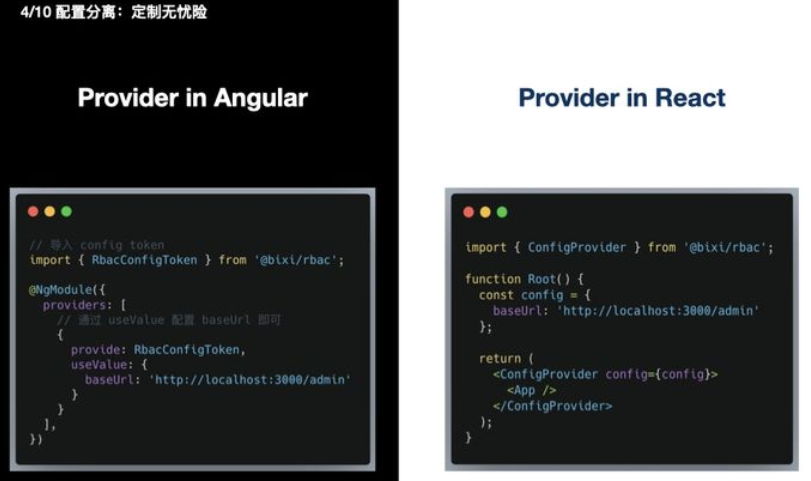 4/10 配置分离：定制无忧险
Provider in Angular
// 导入 config token
import { RbacConfigToken } from '@bixi/rbac';
@NgModule({
  providers: [
    // 通过 useValue 配置 baseUrl 即可
    {
      provide: RbacConfigToken,
      useValue: {
        baseUrl: 'http://localhost:3000/admin'
      }
    }
  ],
})
Provider in React
import { ConfigProvider } from '@bixi/rbac';
function Root() {
  const config = {
    baseUrl: 'http://localhost:3000/admin'
  };
  return (
    <ConfigProvider config={config}>
      <App />
    </ConfigProvider>
  );
}